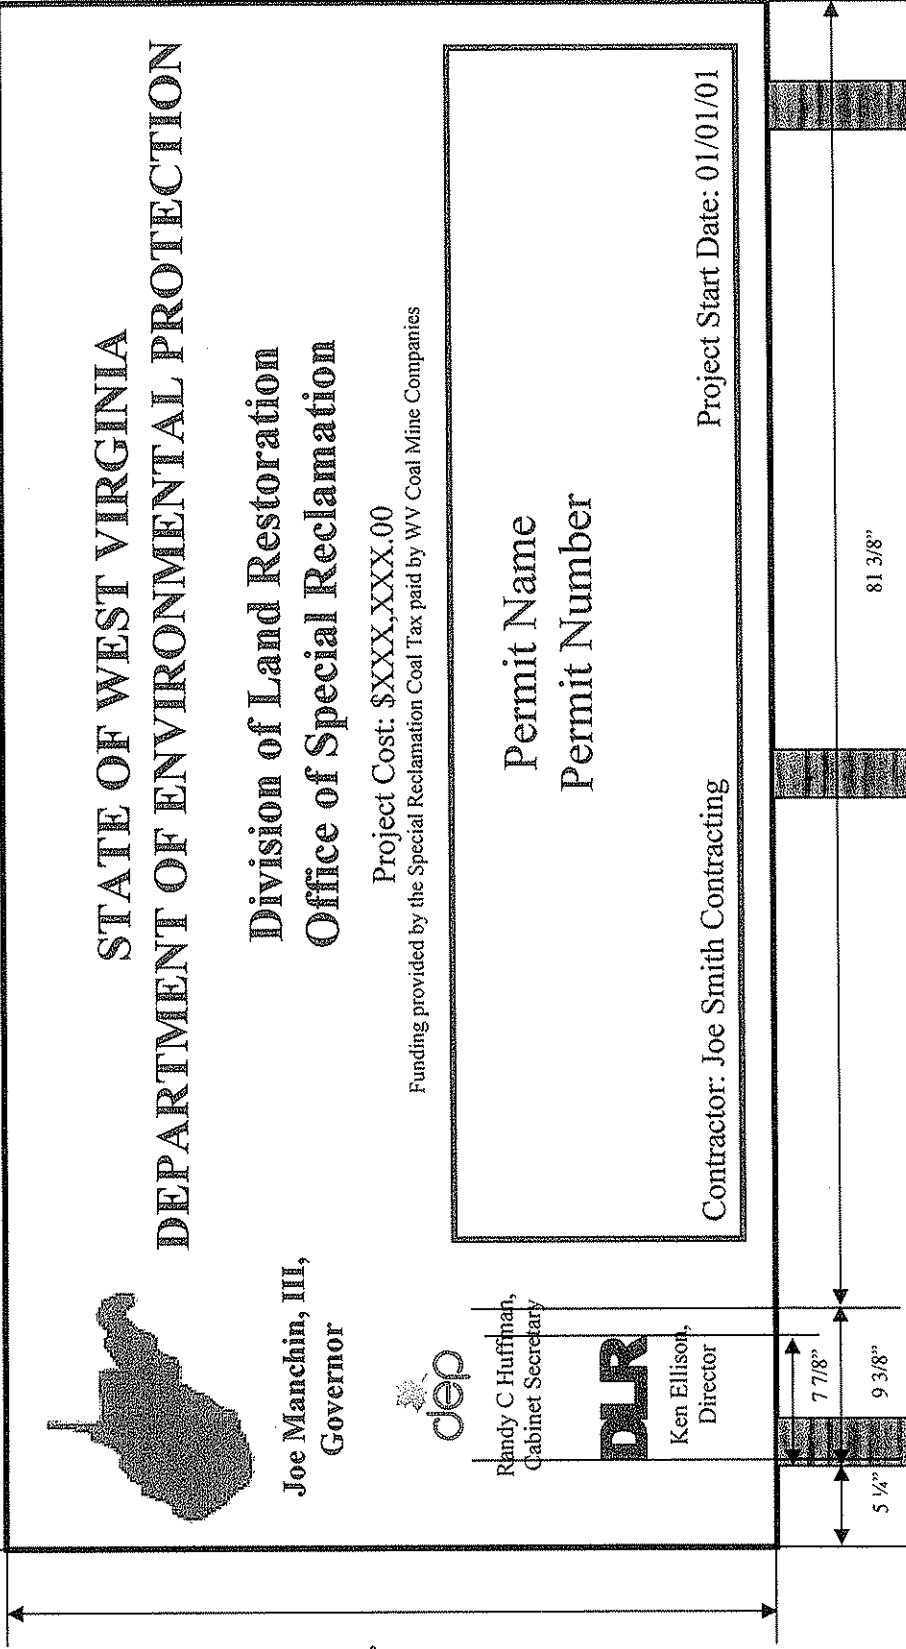 STATE OF WEST VIRGINIA
DEPARTMENT OF ENVIRONMENTAL PROTECTION
Division of Land Restoration
Office of Special Reclamation
Project Cost: $XXX,XXX.00
Funding provided by the Special Reclamation Coal Tax paid by WV Coal Mine Companies
Joe Manchin, III,
Governor
dep
Randy C Huffman,
Cabinet Secretary
DLR
Ken Ellison,
Director
Permit Name
Permit Number
Contractor: Joe Smith Contracting
Project Start Date: 01/01/01
7 7/8”
5 ¼”
9 3/8”
81 3/8”